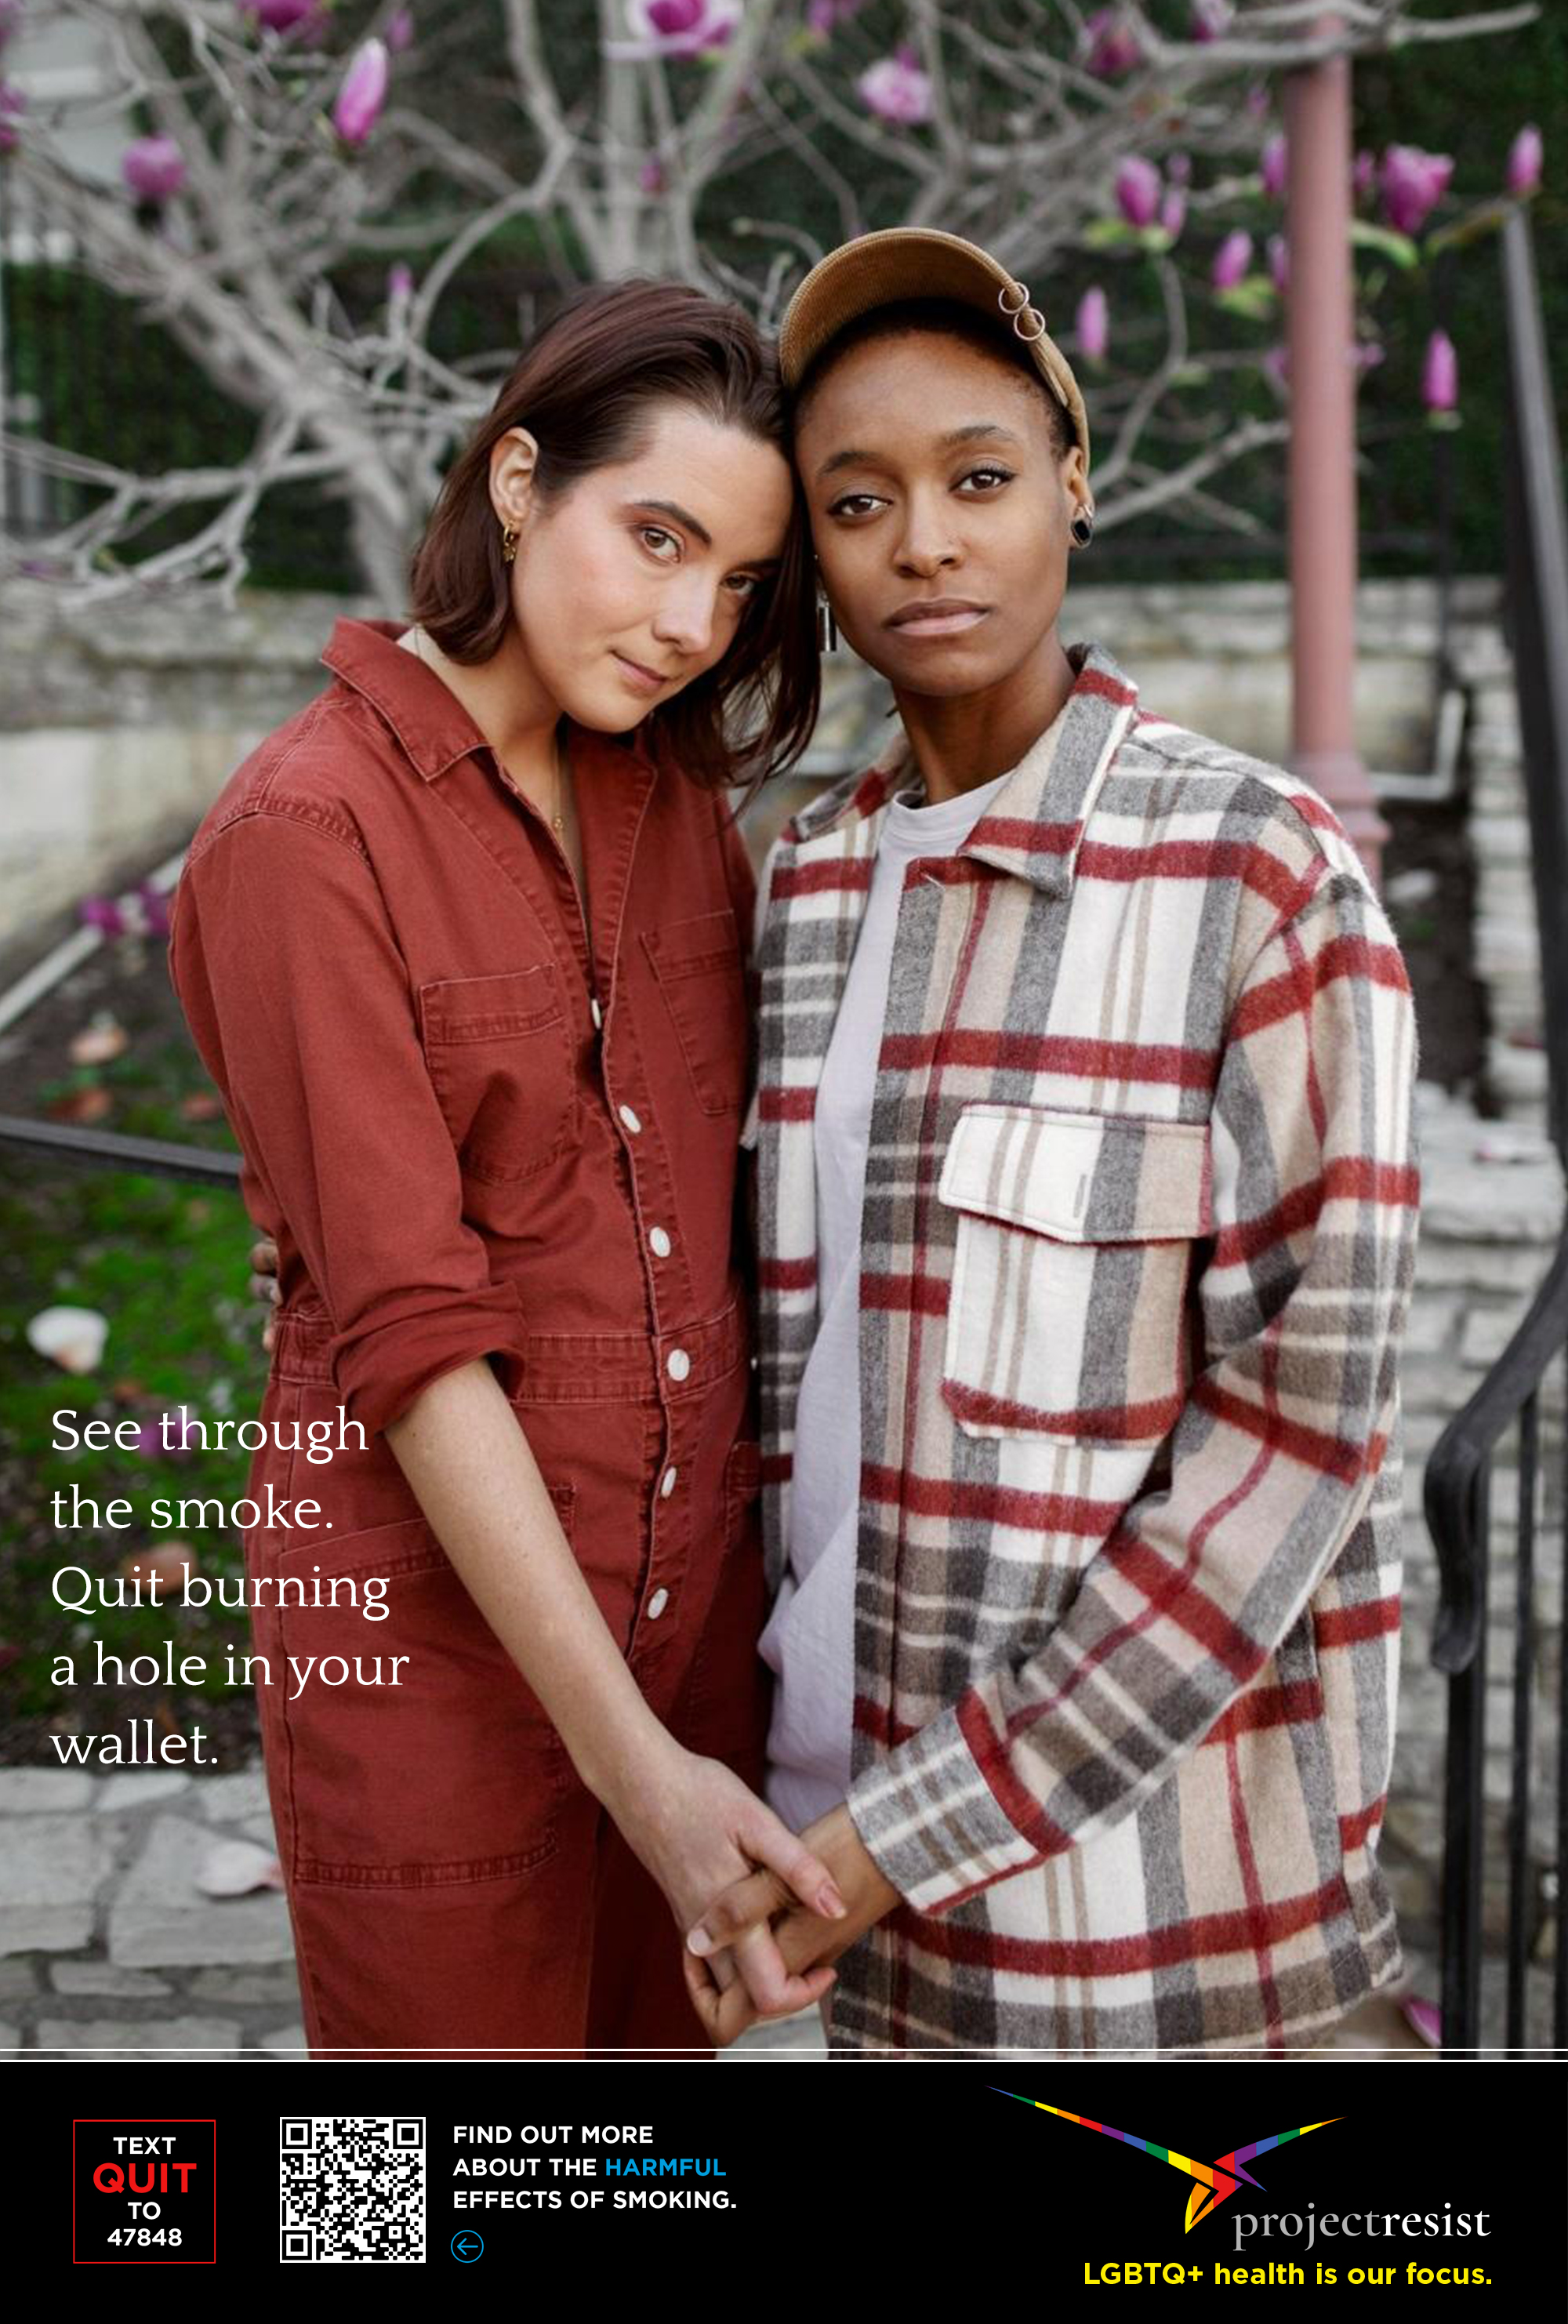 See through
the smoke.
Quit burning
a hole in your
wallet.
TEXT
QUIT
TO
47848
FIND OUT MORE
ABOUT THE HARMFUL
EFFECTS OF SMOKING.
projectresist
LGBTQ+ health is our focus.